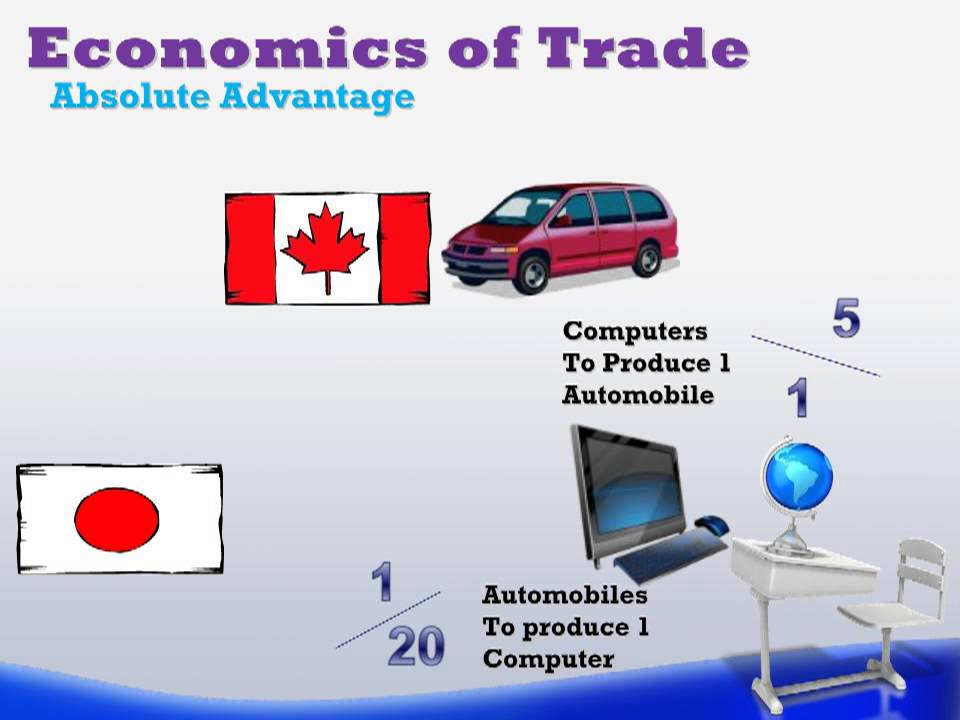 Economics of Trade
Absolute Advantage
Computers
To Produce 1
Automobile
5
1
1
20
Automobiles
To produce 1
Computer